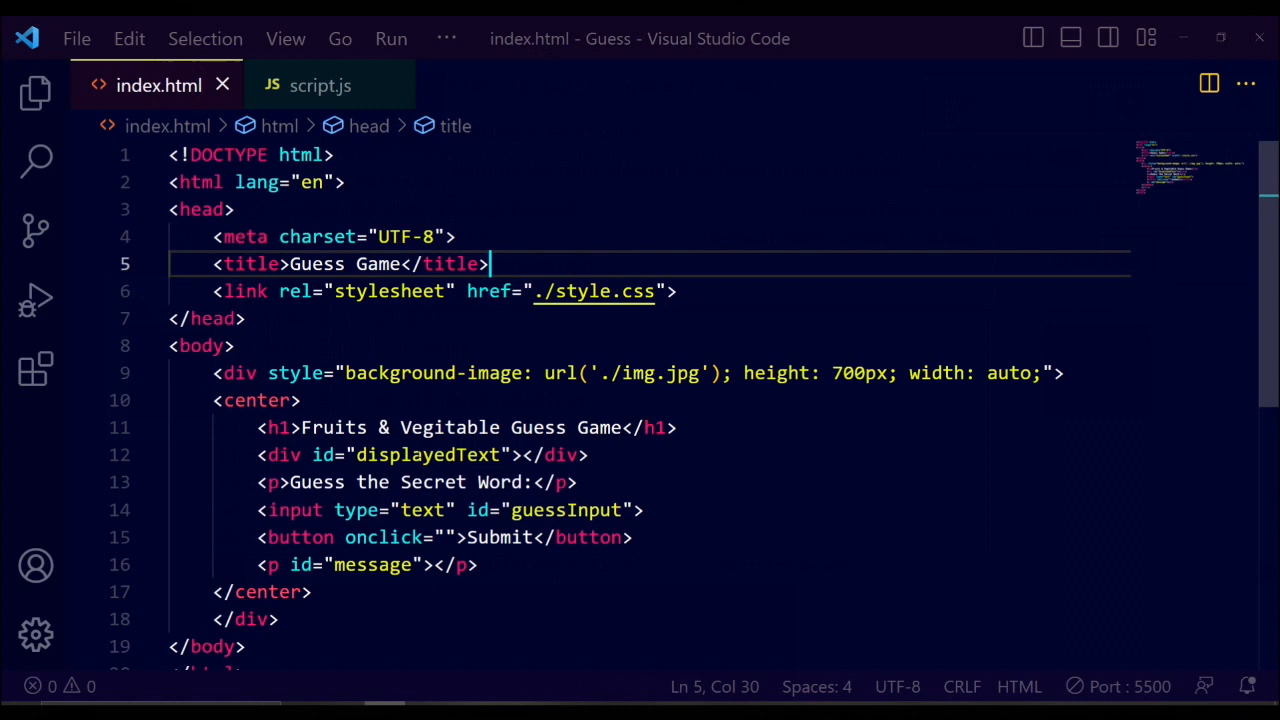 File Edit Selection View Go Run ··· index.html - Guess - Visual Studio Code
index.html JS script.js
index.html > html > head > title
1 <!DOCTYPE html>
2 <html lang="en">
3 <head>
4 <meta charset="UTF-8">
5 <title>Guess Game</title>
6 <link rel="stylesheet" href="./style.css">
7 </head>
8 <body>
9 <div style="background-image: url('./img.jpg'); height: 700px; width: auto;">
10 <center>
11 <h1>Fruits & Vegitable Guess Game</h1>
12 <div id="displayedText"></div>
13 <p>Guess the Secret Word:</p>
14 <input type="text" id="guessInput">
15 <button onclick="">Submit</button>
16 <p id="message"></p>
17 </center>
18 </div>
19 </body>
0 0 Ln 5, Col 30 Spaces: 4 UTF-8 CRLF HTML Port : 5500